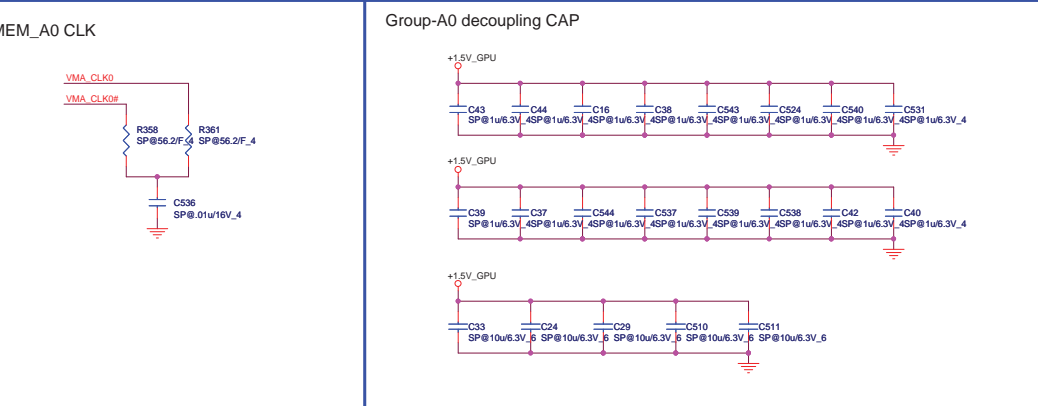 MEM_A0 CLK
VMA_CLK0
VMA_CLK0#
R358
SP@56.2/F_4
R361
SP@56.2/F_4
C536
SP@.01u/16V_4
Group-A0 decoupling CAP
+1.5V_GPU
C43 C44 C16 C38 C543 C524 C540 C531
SP@1u/6.3V_4SP@1u/6.3V_4SP@1u/6.3V_4SP@1u/6.3V_4SP@1u/6.3V_4SP@1u/6.3V_4SP@1u/6.3V_4SP@1u/6.3V_4
+1.5V_GPU
C39 C37 C544 C537 C539 C538 C42 C40
SP@1u/6.3V_4SP@1u/6.3V_4SP@1u/6.3V_4SP@1u/6.3V_4SP@1u/6.3V_4SP@1u/6.3V_4SP@1u/6.3V_4SP@1u/6.3V_4
+1.5V_GPU
C33 C24 C29 C510 C511
SP@10u/6.3V_6 SP@10u/6.3V_6 SP@10u/6.3V_6 SP@10u/6.3V_6 SP@10u/6.3V_6